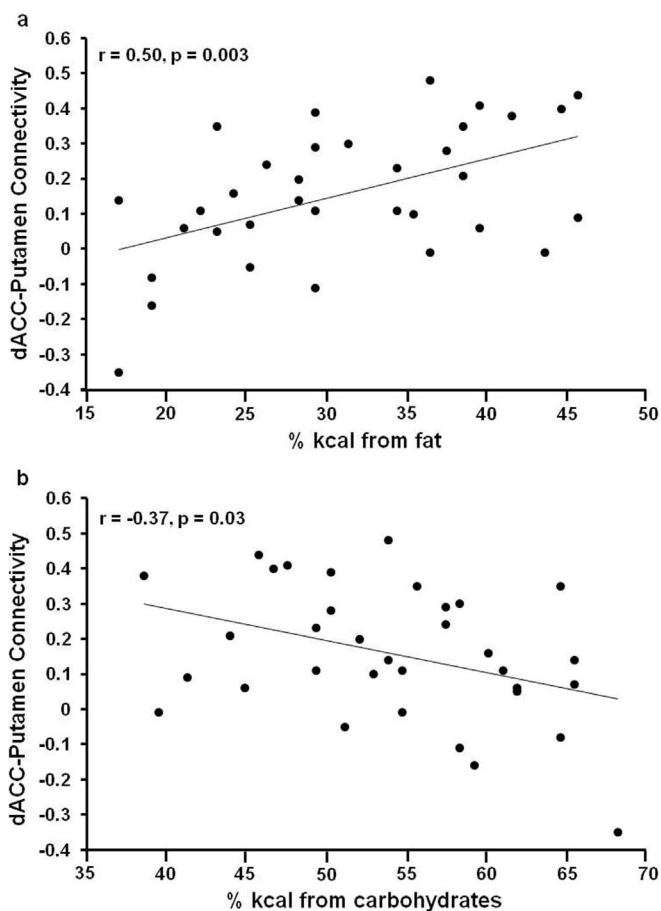 a
0.6
r = 0.50, p = 0.003
0.5
0.4
0.3
0.2
0.1
0
-0.1
-0.2
-0.3
-0.4
dACC-Putamen Connectivity
15 20 25 30 35 40 45 50
% kcal from fat
b
0.6
r = -0.37, p = 0.03
0.5
0.4
0.3
0.2
0.1
0
-0.1
-0.2
-0.3
-0.4
dACC-Putamen Connectivity
35 40 45 50 55 60 65 70
% kcal from carbohydrates